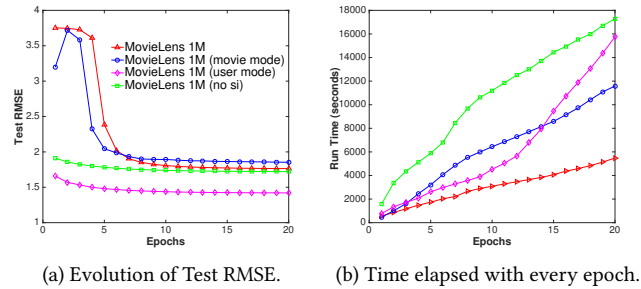 4
3.5
3
2.5
2
1.5
1
Test RMSE
MovieLens 1M
MovieLens 1M (movie mode)
MovieLens 1M (user mode)
MovieLens 1M (no si)
0 5 10 15 20
Epochs
(a) Evolution of Test RMSE.
18000
16000
14000
12000
10000
8000
6000
4000
2000
0
Run Time (seconds)
0 5 10 15 20
Epochs
(b) Time elapsed with every epoch.